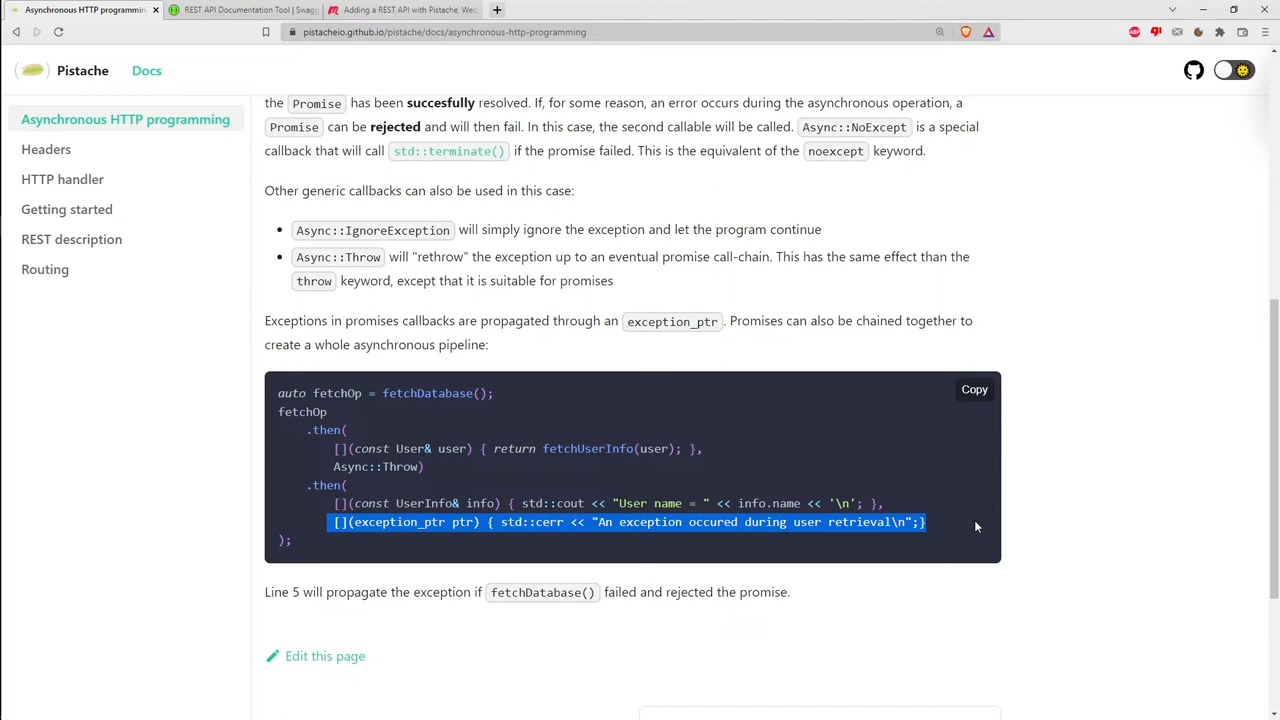 Asynchronous HTTP programmin
REST API Documentation Tool | Swagg
Adding a REST API with Pistache, Wes
pistacheio.github.io/pistache/docs/asynchronous-http-programming
Pistache
Docs
Asynchronous HTTP programming
Headers
HTTP handler
Getting started
REST description
Routing
the Promise has been succesfully resolved. If, for some reason, an error occurs during the asynchronous operation, a
Promise can be rejected and will then fail. In this case, the second callable will be called. Async::NoExcept is a special
callback that will call std::terminate() if the promise failed. This is the equivalent of the noexcept keyword.
Other generic callbacks can also be used in this case:
• Async::IgnoreException will simply ignore the exception and let the program continue
• Async::Throw will "rethrow" the exception up to an eventual promise call-chain. This has the same effect than the
throw keyword, except that it is suitable for promises
Exceptions in promises callbacks are propagated through an exception_ptr. Promises can also be chained together to
create a whole asynchronous pipeline:
Copy
auto fetchOp = fetchDatabase();
fetchOp
.then(
[](const User& user) { return fetchUserInfo(user); },
Async::Throw)
.then(
[](const UserInfo& info) { std::cout << "User name = " << info.name << '\n'; },
[](exception_ptr ptr) { std::cerr << "An exception occured during user retrieval\n";}
);
Line 5 will propagate the exception if fetchDatabase() failed and rejected the promise.
Edit this page